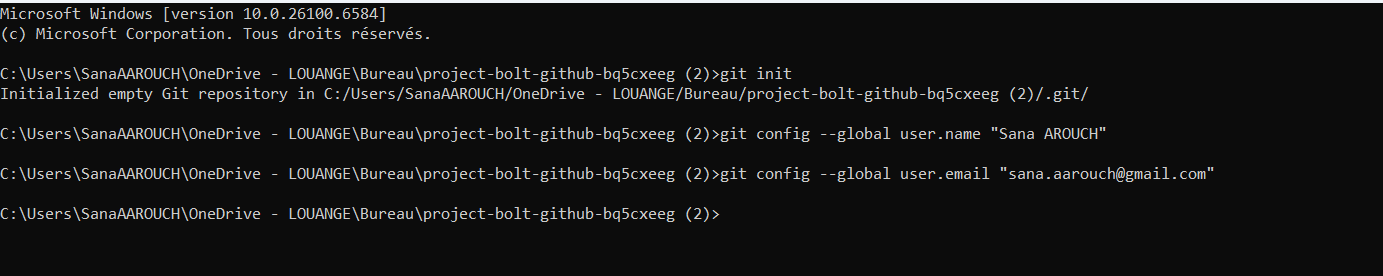 Microsoft Windows [version 10.0.26100.6584]
(c) Microsoft Corporation. Tous droits réservés.
C:\Users\SanaAAROUCH\OneDrive - LOUANGE\Bureau\project-bolt-github-bq5cxeeg (2)>git init
Initialized empty Git repository in C:/Users/SanaAAROUCH/OneDrive - LOUANGE/Bureau/project-bolt-github-bq5cxeeg (2)/.git/
C:\Users\SanaAAROUCH\OneDrive - LOUANGE\Bureau\project-bolt-github-bq5cxeeg (2)>git config --global user.name "Sana AROUCH"
C:\Users\SanaAAROUCH\OneDrive - LOUANGE\Bureau\project-bolt-github-bq5cxeeg (2)>git config --global user.email "sana.aarouch@gmail.com"
C:\Users\SanaAAROUCH\OneDrive - LOUANGE\Bureau\project-bolt-github-bq5cxeeg (2)>